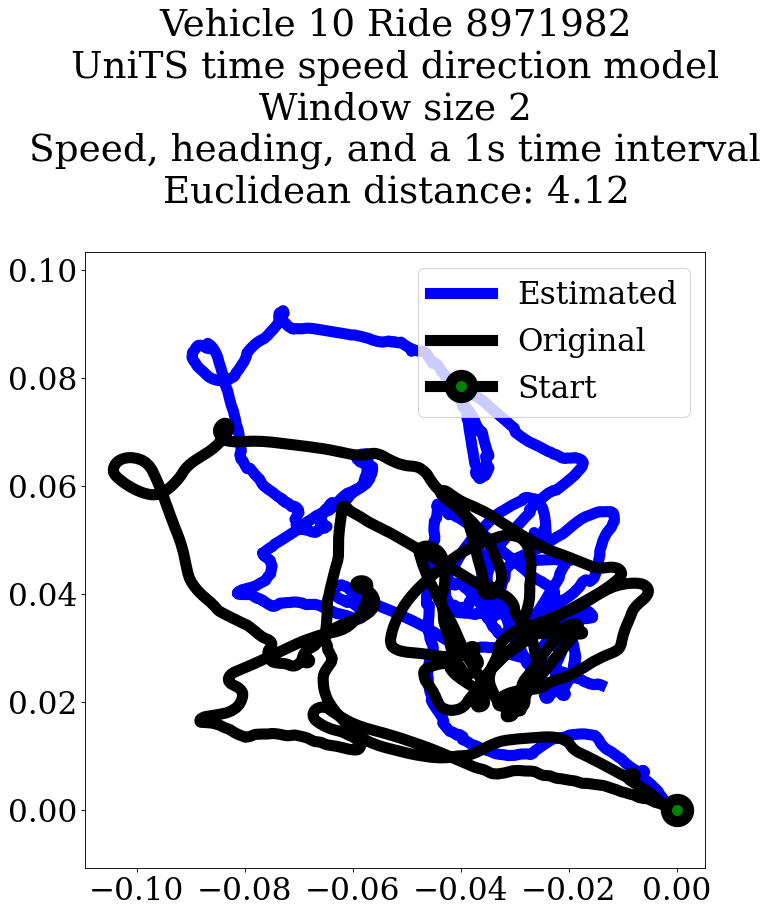 Vehicle 10 Ride 8971982
UniTS time speed direction model
Window size 2
Speed, heading, and a 1s time interval
Euclidean distance: 4.12
0.10
0.08
0.06
0.04
0.02
0.00
Estimated
Original
Start
−0.10 −0.08 −0.06 −0.04 −0.02 0.00